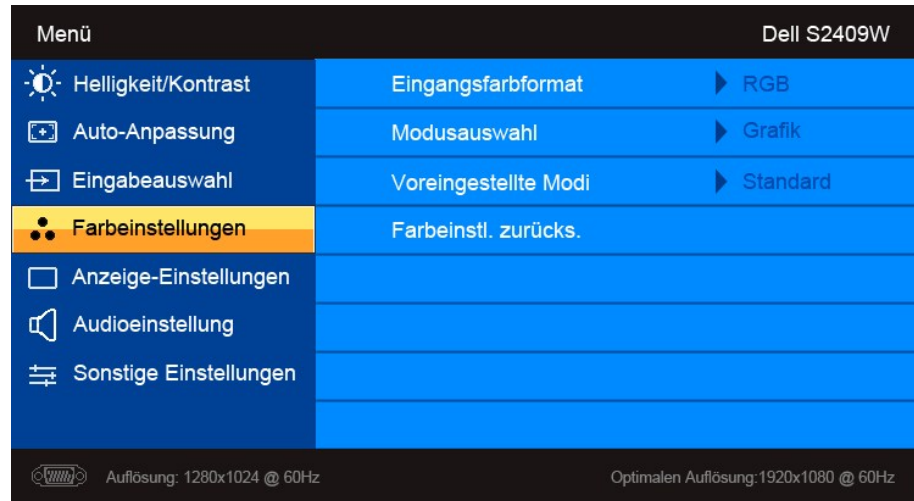 Menü Dell S2409W
Helligkeit/Kontrast Eingangsfarbformat RGB
Auto-Anpassung Modusauswahl Grafik
Eingabeauswahl Voreingestellte Modi Standard
Farbeinstellungen Farbeinstl. zurücks.
Anzeige-Einstellungen
Audioeinstellung
Sonstige Einstellungen
Auflösung: 1280x1024 @ 60Hz Optimalen Auflösung:1920x1080 @ 60Hz